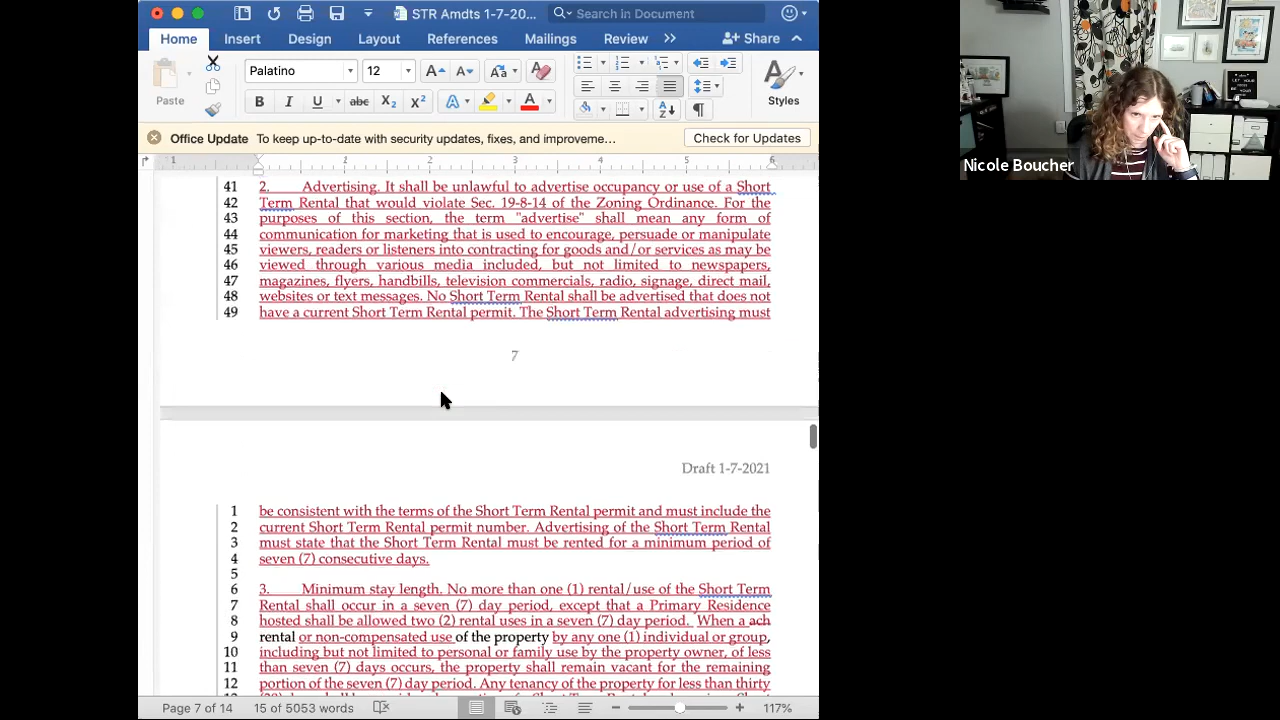 STR Amdts 1-7-20...
Search in Document
Home Insert Design Layout References Mailings Review Share
Paste
Palatino 12
B I U abc X2 X2 A A
Styles
Office Update To keep up-to-date with security updates, fixes, and improveme... Check for Updates
1 1 2 3 4 5 6
41 2. Advertising. It shall be unlawful to advertise occupancy or use of a Short
42 Term Rental that would violate Sec. 19-8-14 of the Zoning Ordinance. For the
43 purposes of this section, the term "advertise" shall mean any form of
44 communication for marketing that is used to encourage, persuade or manipulate
45 viewers, readers or listeners into contracting for goods and/or services as may be
46 viewed through various media included, but not limited to newspapers,
47 magazines, flyers, handbills, television commercials, radio, signage, direct mail,
48 websites or text messages. No Short Term Rental shall be advertised that does not
49 have a current Short Term Rental permit. The Short Term Rental advertising must
7
Draft 1-7-2021
1 be consistent with the terms of the Short Term Rental permit and must include the
2 current Short Term Rental permit number. Advertising of the Short Term Rental
3 must state that the Short Term Rental must be rented for a minimum period of
4 seven (7) consecutive days.
5
6 3. Minimum stay length. No more than one (1) rental/use of the Short Term
7 Rental shall occur in a seven (7) day period, except that a Primary Residence
8 hosted shall be allowed two (2) rental uses in a seven (7) day period. When a ach
9 rental or non-compensated use of the property by any one (1) individual or group,
10 including but not limited to personal or family use by the property owner, of less
11 than seven (7) days occurs, the property shall remain vacant for the remaining
12 portion of the seven (7) day period. Any tenancy of the property for less than thirty
Page 7 of 14 15 of 5053 words 117%
Nicole Boucher